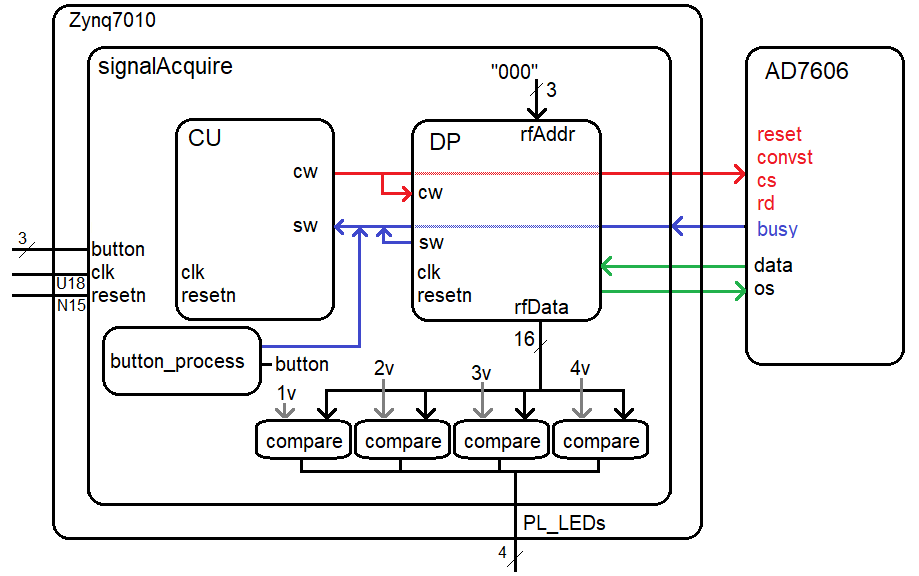 Zynq7010
signalAcquire
"000"
3
AD7606
CU
DP
rfAddr
reset
convst
cs
rd
busy
data
os
cw
cw
sw
sw
3
button
clk
resetn
U18
N15
clk
resetn
clk
resetn
rfData
16
button_process
button
1v
2v
3v
4v
compare
compare
compare
compare
PL_LEDs
4